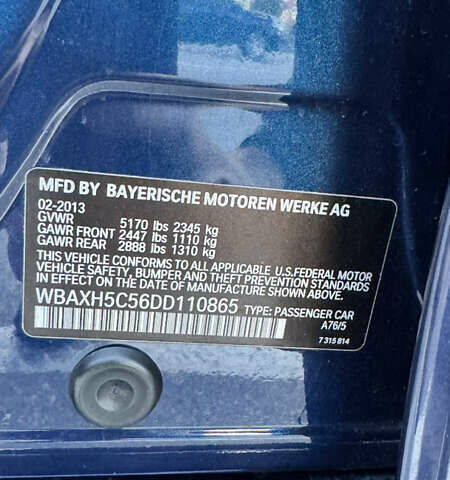 MFD BY BAYERISCHE MOTOREN WERKE AG
02-2013
GVWR 5170 lbs 2345 kg
GAWR FRONT 2447 lbs 1110 kg
GAWR REAR 2888 lbs 1310 kg
THIS VEHICLE CONFORMS TO ALL APPLICABLE U.S.FEDERAL MOTOR
VEHICLE SAFETY, BUMPER AND THEFT PREVENTION STANDARDS
IN EFFECT ON DATE OF MANUFACTURE SHOWN ABOVE.
WBAXH5C56DD110865 TYPE: PASSENGER CAR
A76/5
7 315 814